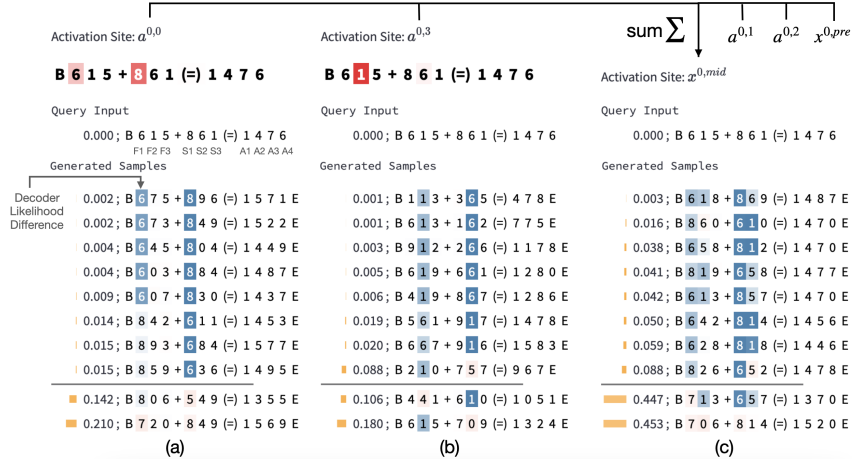 sum∑
a^{0,1} a^{0,2} x^{0,pre}
Activation Site: a^{0,0}
B 6 1 5 + 8 6 1 (=) 1 4 7 6
Query Input
0.000 ; B 6 1 5 + 8 6 1 (=) 1 4 7 6
F1 F2 F3 S1 S2 S3 A1 A2 A3 A4
Generated Samples
Decoder
Likelihood
Difference
0.002 ; B 6 7 5 + 8 9 6 (=) 1 5 7 1 E
0.002 ; B 6 7 3 + 8 4 9 (=) 1 5 2 2 E
0.004 ; B 6 4 5 + 8 0 4 (=) 1 4 4 9 E
0.004 ; B 6 0 3 + 8 8 4 (=) 1 4 8 7 E
0.009 ; B 6 0 7 + 8 3 0 (=) 1 4 3 7 E
0.014 ; B 8 4 2 + 6 1 1 (=) 1 4 5 3 E
0.015 ; B 8 9 3 + 6 8 4 (=) 1 5 7 7 E
0.015 ; B 8 5 9 + 6 3 6 (=) 1 4 9 5 E
0.142 ; B 8 0 6 + 5 4 9 (=) 1 3 5 5 E
0.210 ; B 7 2 0 + 8 4 9 (=) 1 5 6 9 E
(a)
Activation Site: a^{0,3}
B 6 1 5 + 8 6 1 (=) 1 4 7 6
Query Input
0.000 ; B 6 1 5 + 8 6 1 (=) 1 4 7 6
Generated Samples
0.001 ; B 1 1 3 + 3 6 5 (=) 4 7 8 E
0.001 ; B 6 1 3 + 1 6 2 (=) 7 7 5 E
0.003 ; B 9 1 2 + 2 6 6 (=) 1 1 7 8 E
0.005 ; B 6 1 9 + 6 6 1 (=) 1 2 8 0 E
0.006 ; B 4 1 9 + 8 6 7 (=) 1 2 8 6 E
0.019 ; B 5 6 1 + 9 1 7 (=) 1 4 7 8 E
0.020 ; B 6 6 7 + 9 1 6 (=) 1 5 8 3 E
0.088 ; B 2 1 0 + 7 5 7 (=) 9 6 7 E
0.106 ; B 4 4 1 + 6 1 0 (=) 1 0 5 1 E
0.180 ; B 6 1 5 + 7 0 9 (=) 1 3 2 4 E
(b)
Activation Site: x^{0,mid}
Query Input
0.000 ; B 6 1 5 + 8 6 1 (=) 1 4 7 6
Generated Samples
0.003 ; B 6 1 8 + 8 6 9 (=) 1 4 8 7 E
0.016 ; B 8 6 0 + 6 1 0 (=) 1 4 7 0 E
0.038 ; B 6 5 8 + 8 1 2 (=) 1 4 7 0 E
0.041 ; B 8 1 9 + 6 5 8 (=) 1 4 7 7 E
0.042 ; B 6 1 3 + 8 5 7 (=) 1 4 7 0 E
0.050 ; B 6 4 2 + 8 1 4 (=) 1 4 5 6 E
0.059 ; B 6 2 8 + 8 1 8 (=) 1 4 4 6 E
0.088 ; B 8 2 6 + 6 5 2 (=) 1 4 7 8 E
0.447 ; B 7 1 3 + 6 5 7 (=) 1 3 7 0 E
0.453 ; B 7 0 6 + 8 1 4 (=) 1 5 2 0 E
(c)